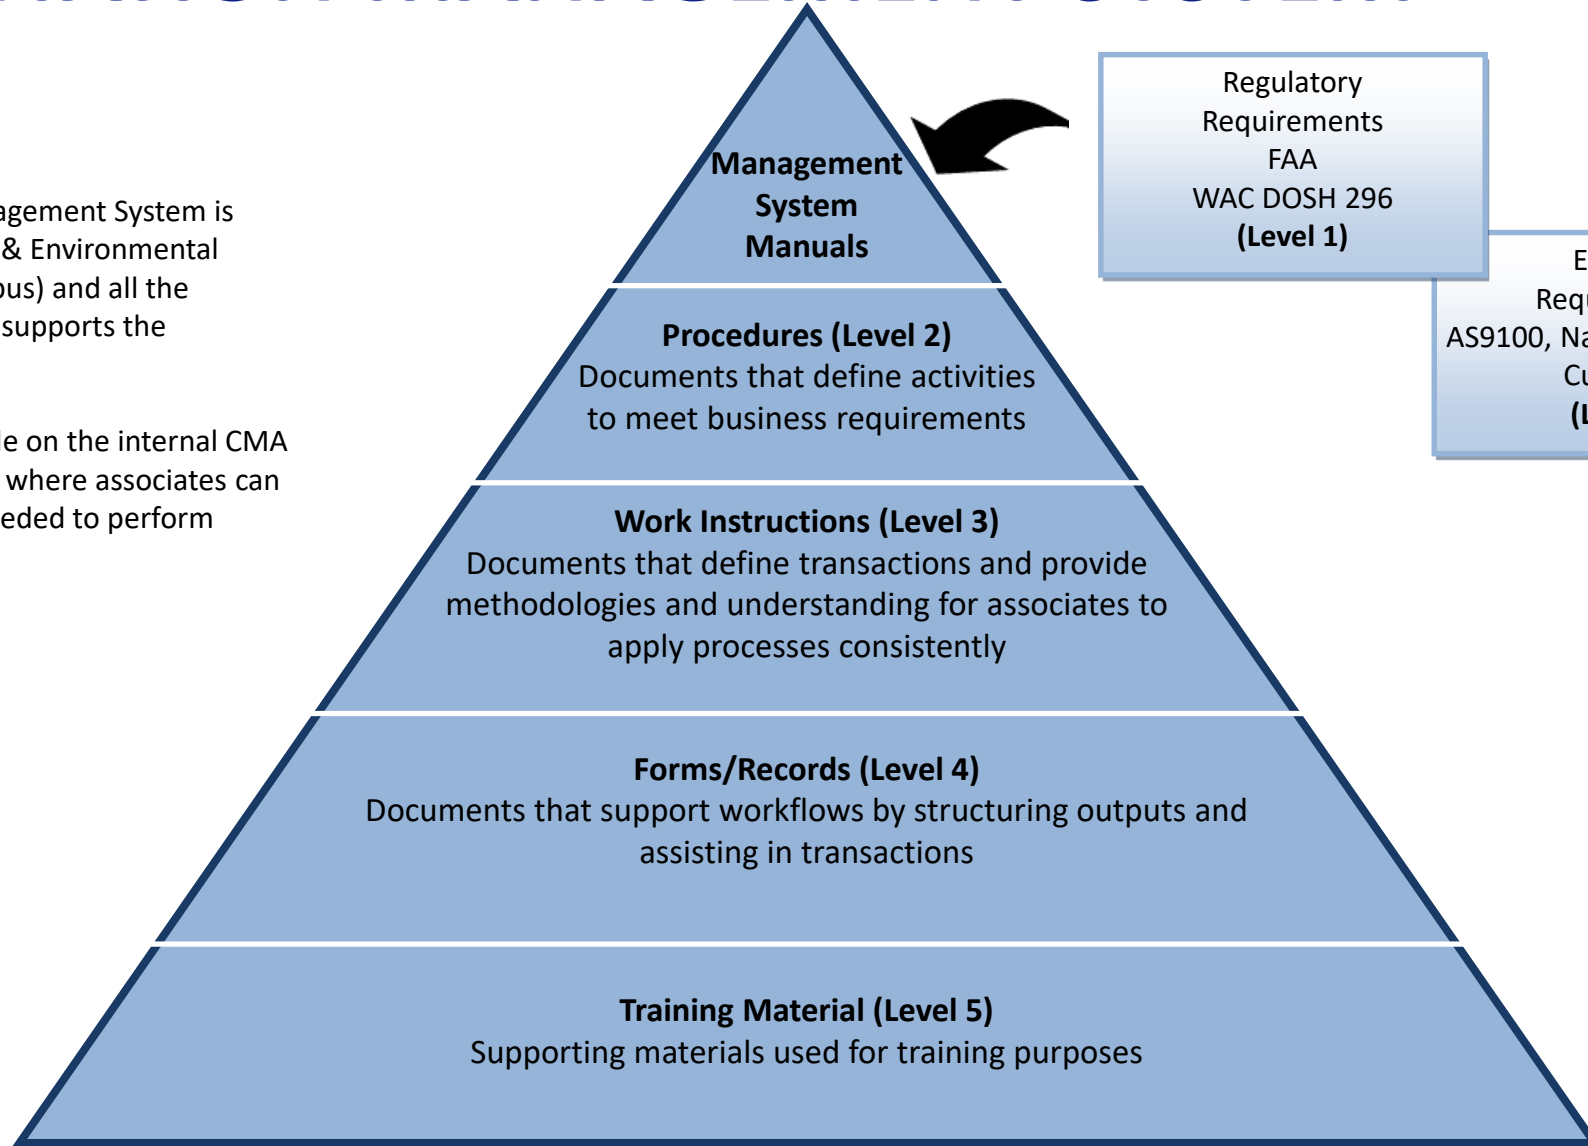 Management
System
Manuals
Procedures (Level 2)
Documents that define activities
to meet business requirements
Work Instructions (Level 3)
Documents that define transactions and provide
methodologies and understanding for associates to
apply processes consistently
Forms/Records (Level 4)
Documents that support workflows by structuring outputs and
assisting in transactions
Training Material (Level 5)
Supporting materials used for training purposes
System is
& Environmental
and all the
supports the
on the internal CMA
where associates can
to perform
Regulatory
Requirements
FAA
WAC DOSH 296
(Level 1)
AS9100,